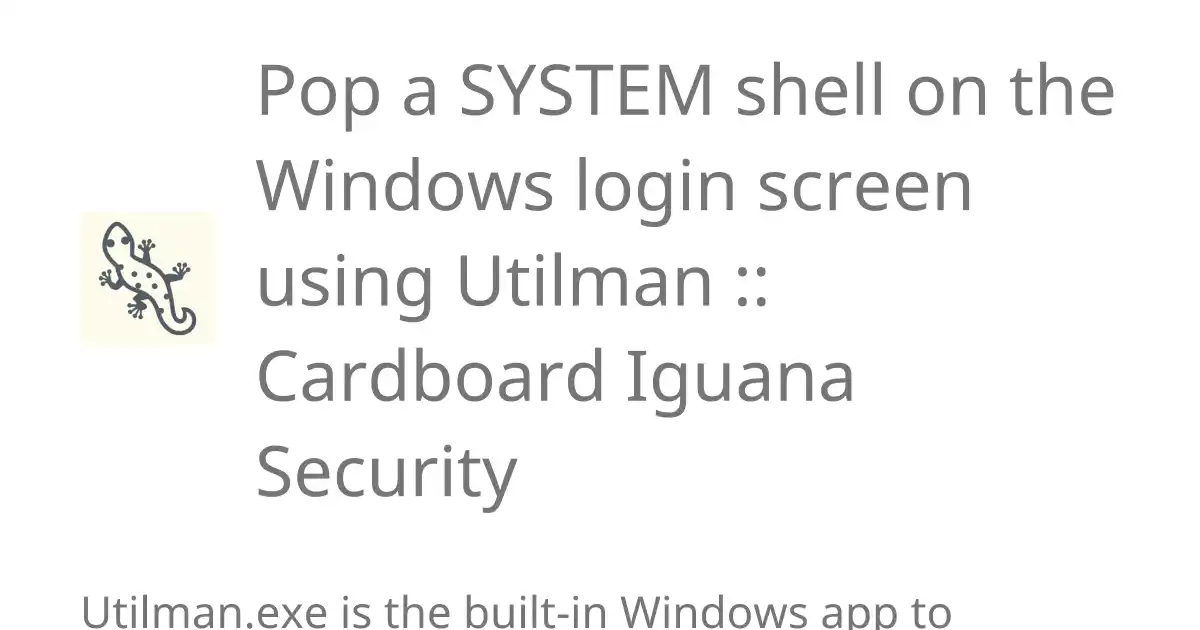 Pop a SYSTEM shell on the
Windows login screen
using Utilman ::
Cardboard Iguana
Security
Utilman.exe is the built-in Windows app to